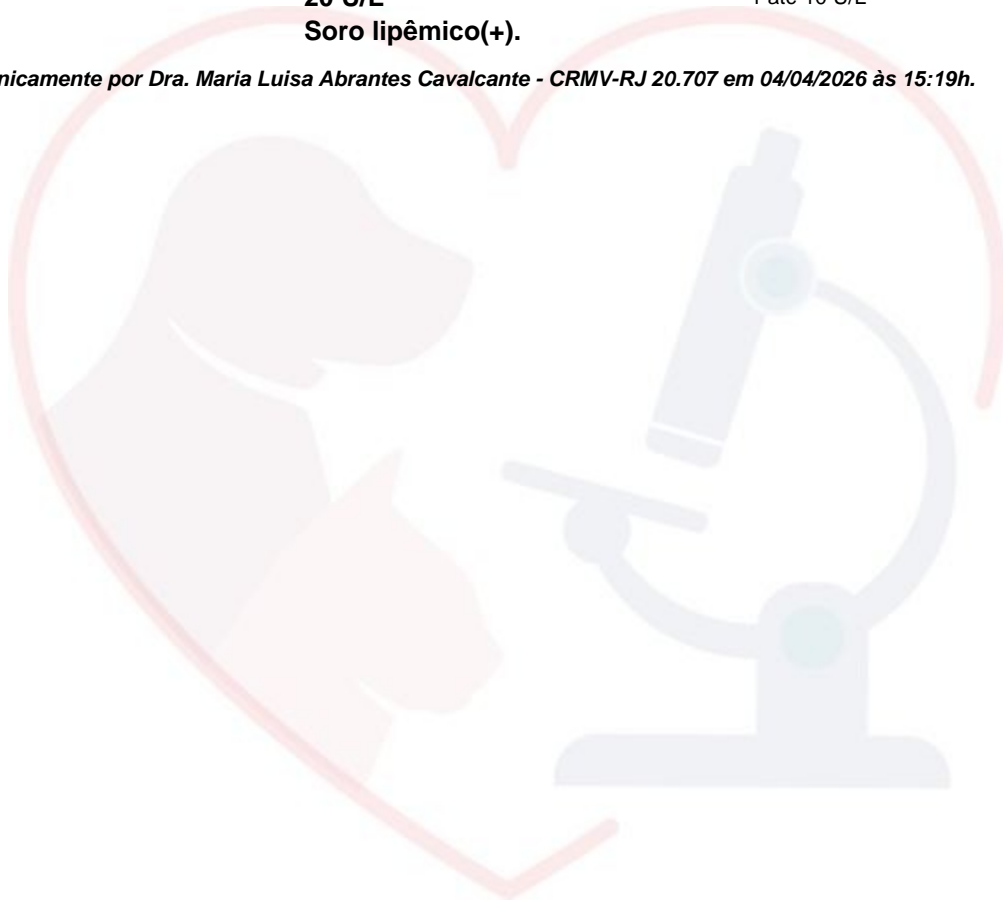 20 U/L
Soro lipêmico(+).
nicamente por Dra. Maria Luisa Abrantes Cavalcante - CRMV-RJ 20.707 em 04/04/2026 às 15:19h.